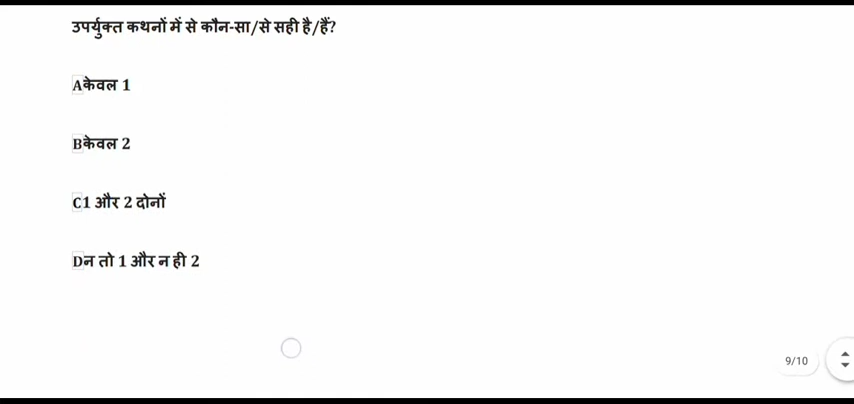 उपर्युक्त कथनों में से कौन-सा/से सही है/हैं?
Aकेवल 1
Bकेवल 2
C1 और 2 दोनों
Dन तो 1 और न ही 2
9/10